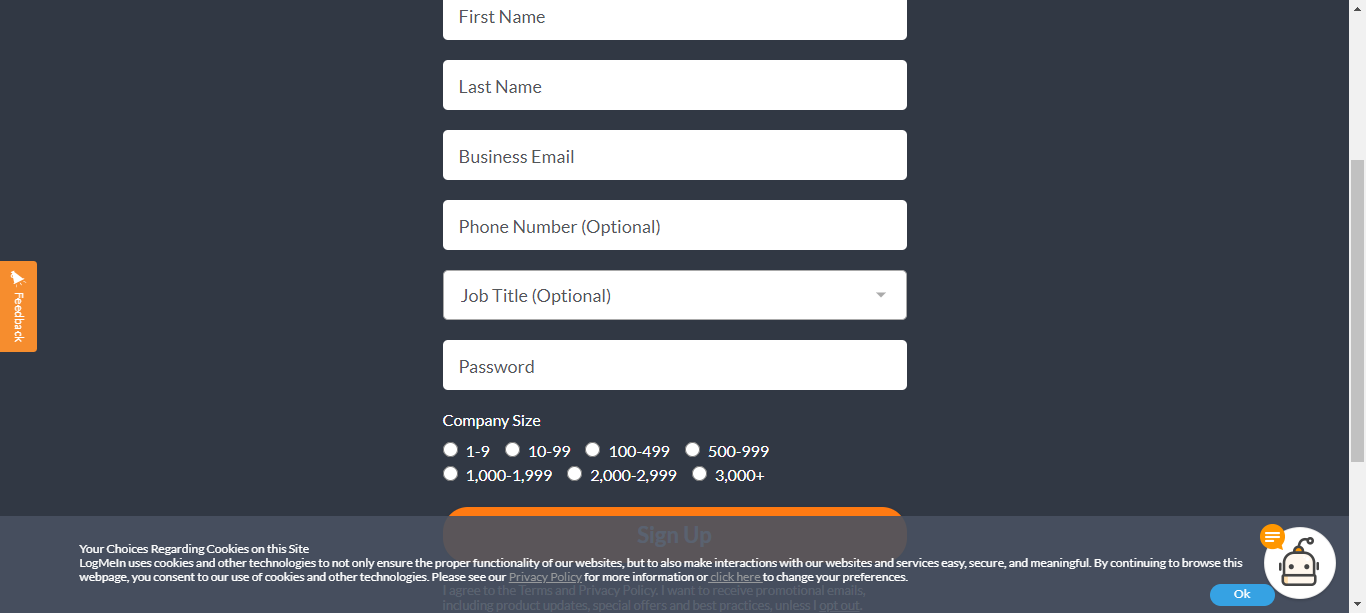 First Name
Last Name
Business Email
Phone Number (Optional)
Job Title (Optional)
Feedback
Password
Company Size
1-9 10-99 100-499 500-999
1,000-1,999 2,000-2,999 3,000+
Sign Up
Your Choices Regarding Cookies on this Site
LogMeIn uses cookies and other technologies to not only ensure the proper functionality of our websites, but to also make interactions with our websites and services easy, secure, and meaningful. By continuing to browse this
webpage, you consent to our use of cookies and other technologies. Please see our Privacy Policy for more information or click here to change your preferences.
Ok
I agree to the Terms and Privacy Policy. I want to receive promotional emails,
including product updates, special offers and best practices, unless I opt out.